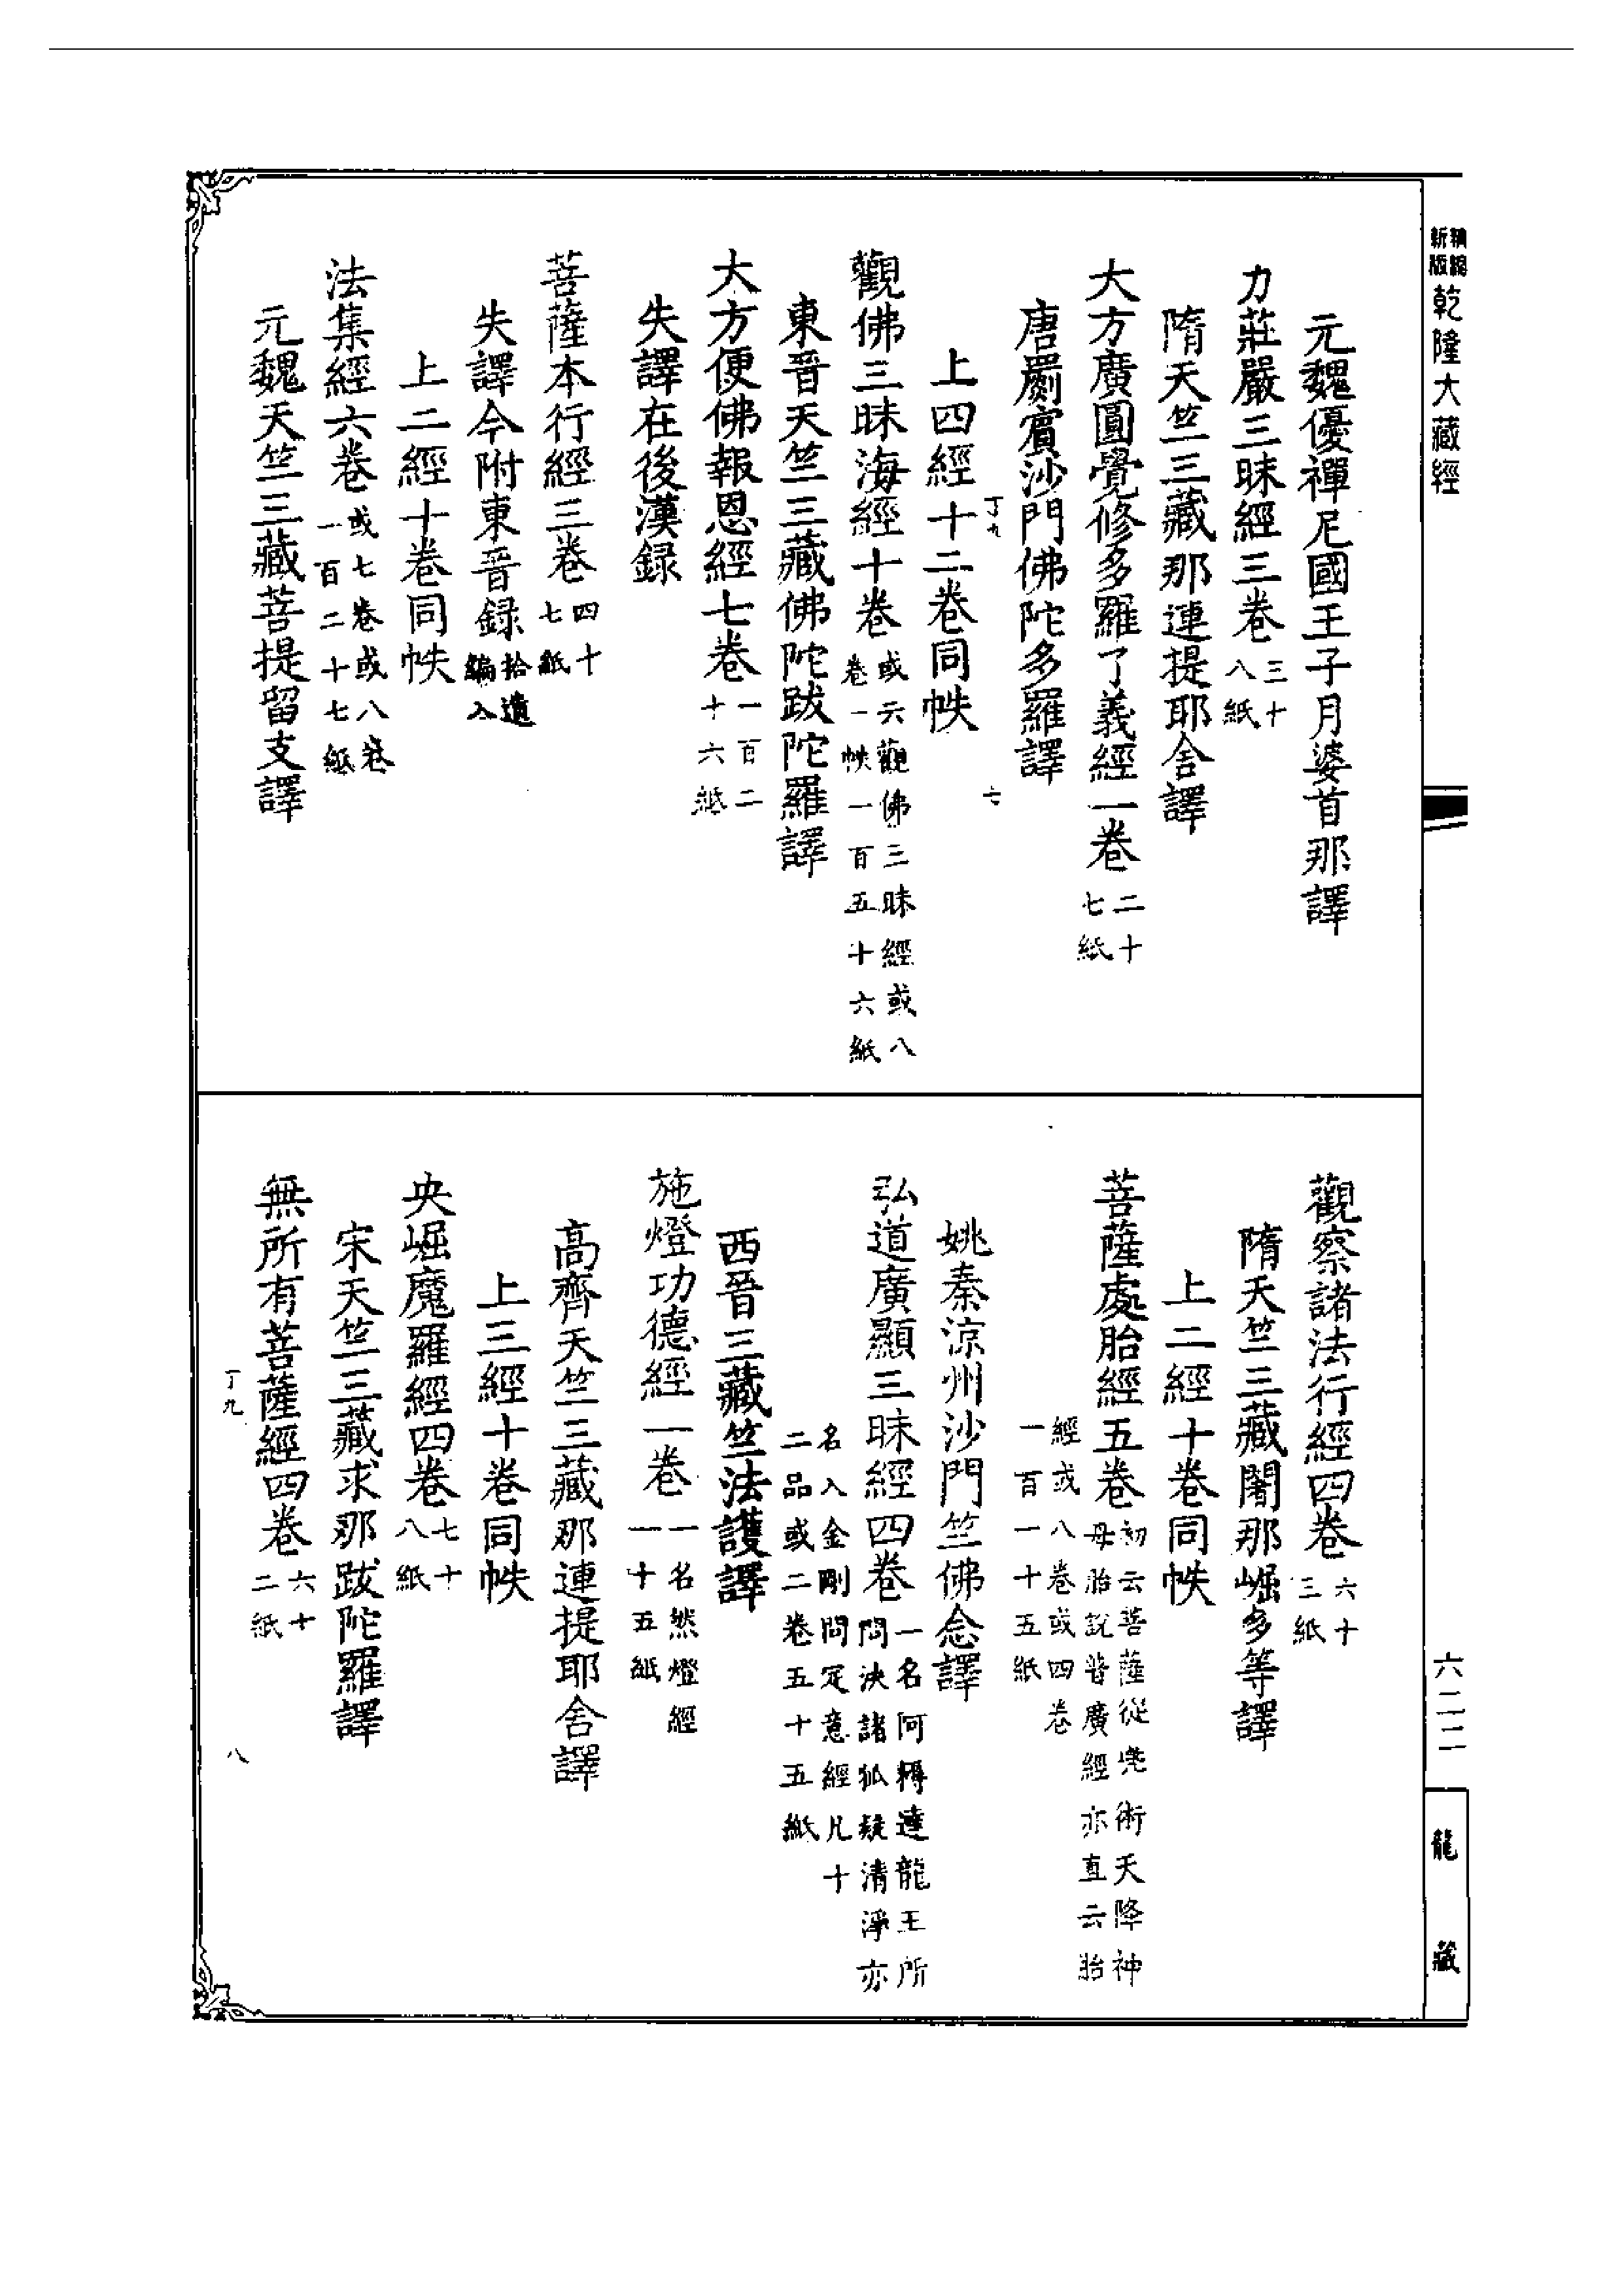 新版
精縮
乾隆大藏經
元魏優禪尼國王子月婆首那譯
力莊嚴三昧經三卷三十
八紙
隋天竺三藏那連提耶舍譯
大方廣圓覺修多羅了義經一卷二十
七紙
唐罽賓沙門佛陀多羅譯
丁九
七
上四經十二卷同帙
觀佛三昧海經十卷或云觀佛三昧經或八
卷一帙一百五十六紙
東晉天竺三藏佛陀跋陀羅譯
大方便佛報恩經七卷一百二
十六紙
失譯在後漢録
菩薩本行經三卷四十
七紙
失譯今附東晉録拾遺
編入
上二經十卷同帙
法集經六卷或七卷或八卷
一百二十七紙
元魏天竺三藏菩提留支譯
觀察諸法行經四卷六十
三紙
隋天竺三藏闍那崛多等譯
上二經十卷同帙
菩薩處胎經五卷初云菩薩從兜術天降神
母胎說普廣經亦直云胎
經或八卷或四卷
一百一十五紙
姚秦涼州沙門竺佛念譯
弘道廣顯三昧經四卷一名阿耨達龍王所
問決諸狐疑清淨亦
名入金剛問定意經凡十
二品或二卷五十五紙
西晉三藏竺法護譯
施燈功德經一卷一名然燈經
一十五紙
高齊天竺三藏那連提耶舍譯
上三經十卷同帙
央崛魔羅經四卷七十
八紙
宋天竺三藏求那跋陀羅譯
無所有菩薩經四卷六十
二紙
丁九
八
六二二
龍藏